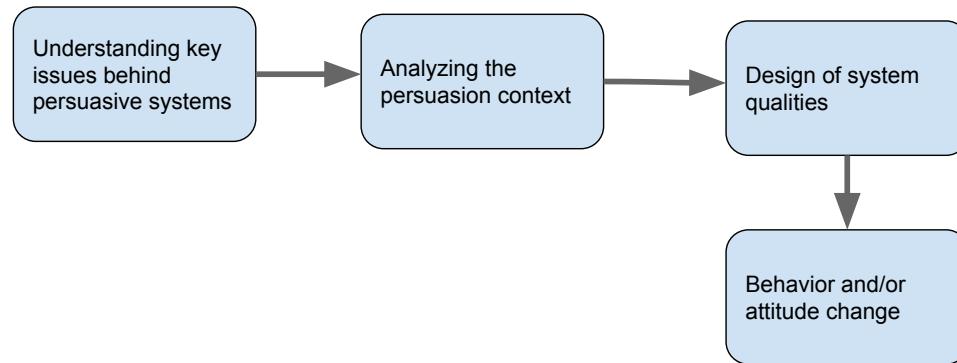 Understanding key
issues behind
persuasive systems
Analyzing the
persuasion context
Design of system
qualities
Behavior and/or
attitude change